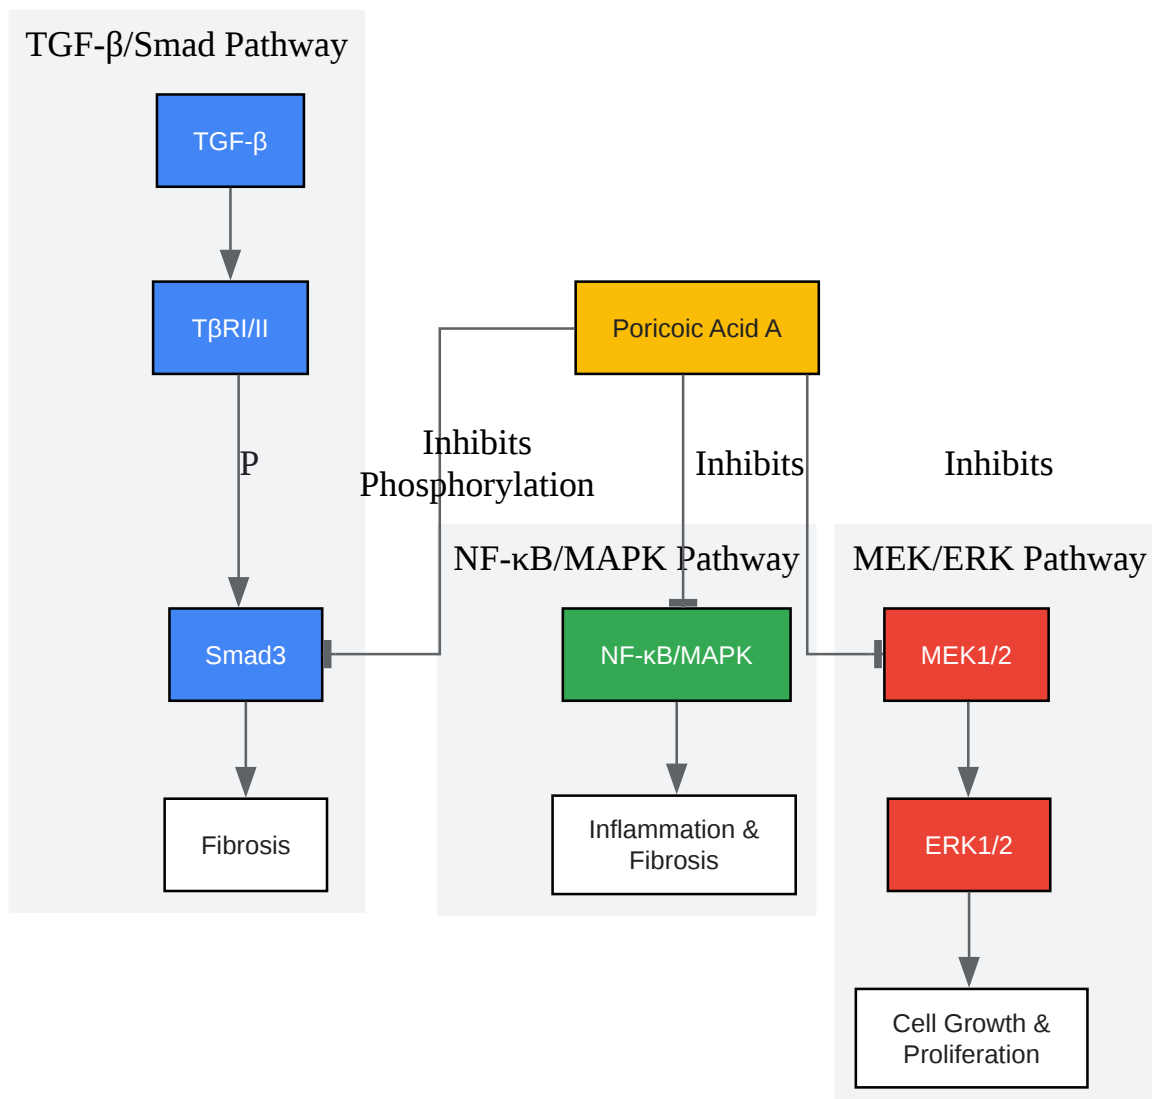 TGF-β/Smad Pathway
TGF-β
TβRI/II
Poricoic Acid A
P
Inhibits
Phosphorylation
Inhibits
Inhibits
NF-κB/MAPK Pathway
MEK/ERK Pathway
Smad3
NF-κB/MAPK
MEK1/2
Fibrosis
Inflammation &
Fibrosis
ERK1/2
Cell Growth &
Proliferation